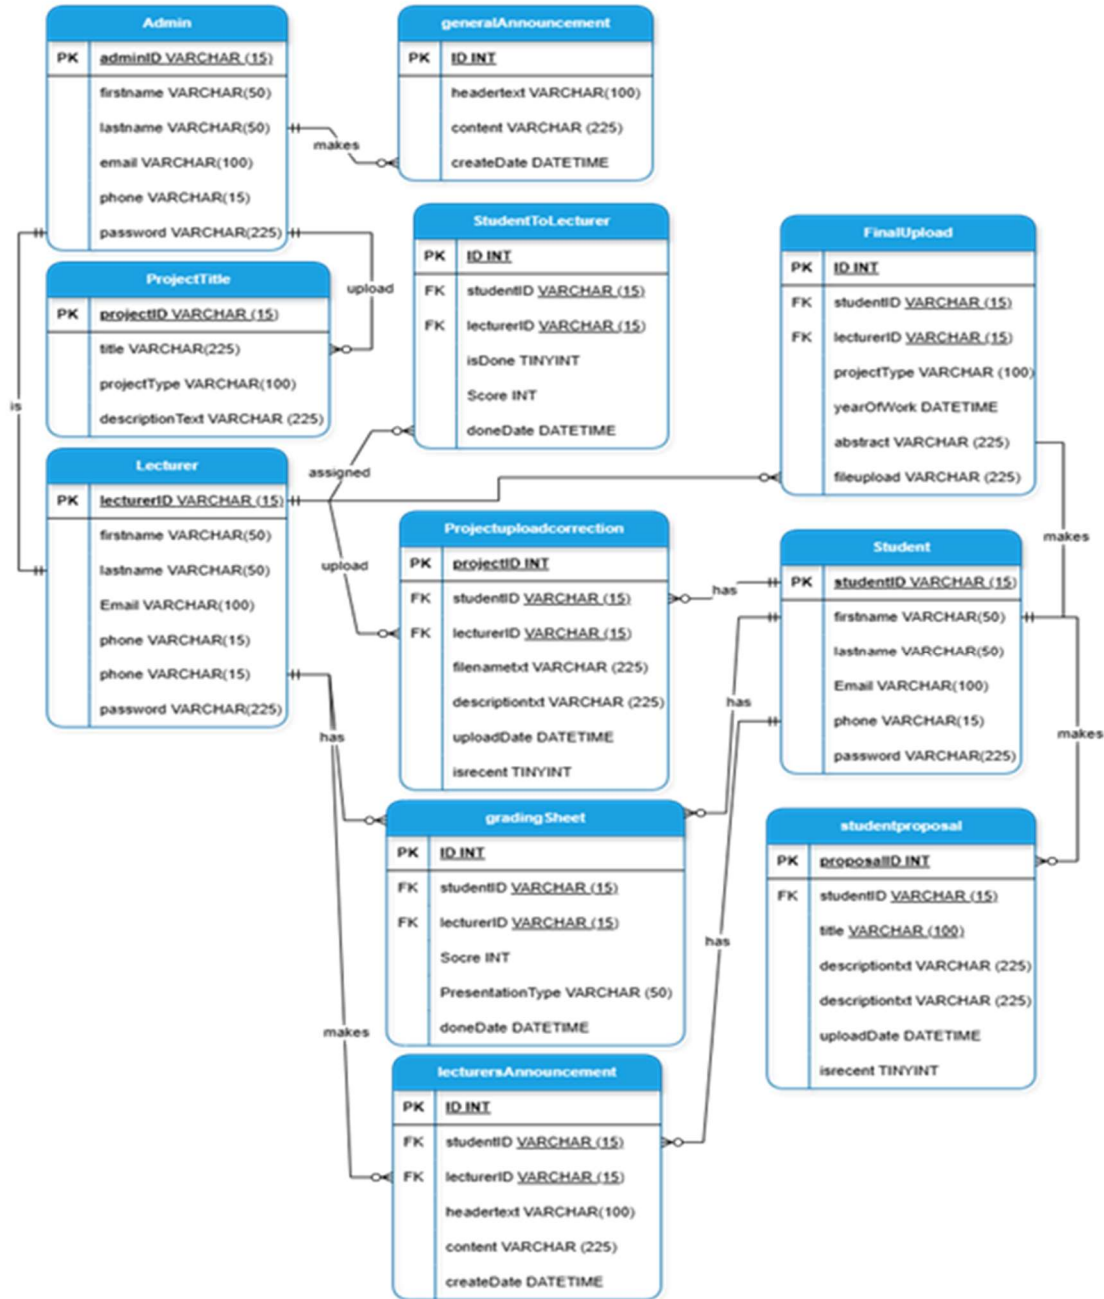 Admin
PK adminID VARCHAR (15)
firstname VARCHAR(50)
lastname VARCHAR(50)
email VARCHAR(100)
phone VARCHAR(15)
password VARCHAR(225)
generalAnnouncement
PK ID INT
headertext VARCHAR(100)
content VARCHAR (225)
createDate DATETIME
makes
upload
is
ProjectTitle
PK projectID VARCHAR (15)
title VARCHAR(225)
projectType VARCHAR(100)
descriptionText VARCHAR (225)
StudentToLecturer
PK ID INT
FK studentID VARCHAR (15)
FK lecturerID VARCHAR (15)
isDone TINYINT
Score INT
doneDate DATETIME
FinalUpload
PK ID INT
FK studentID VARCHAR (15)
FK lecturerID VARCHAR (15)
projectType VARCHAR (100)
yearOfWork DATETIME
abstract VARCHAR (225)
fileupload VARCHAR (225)
Lecturer
PK lecturerID VARCHAR (15)
firstname VARCHAR(50)
lastname VARCHAR(50)
Email VARCHAR(100)
phone VARCHAR(15)
phone VARCHAR(15)
password VARCHAR(225)
assigned
upload
has
makes
Projectuploadcorrection
PK projectID INT
FK studentID VARCHAR (15)
FK lecturerID VARCHAR (15)
filenametxt VARCHAR (225)
descriptiontxt VARCHAR (225)
uploadDate DATETIME
isrecent TINYINT
has
makes
Student
PK studentID VARCHAR (15)
firstname VARCHAR(50)
lastname VARCHAR(50)
Email VARCHAR(100)
phone VARCHAR(15)
password VARCHAR(225)
has
makes
has
gradingSheet
PK ID INT
FK studentID VARCHAR (15)
FK lecturerID VARCHAR (15)
Socre INT
PresentationType VARCHAR (50)
doneDate DATETIME
studentproposal
PK proposalID INT
FK studentID VARCHAR (15)
title VARCHAR (100)
descriptiontxt VARCHAR (225)
descriptiontxt VARCHAR (225)
uploadDate DATETIME
isrecent TINYINT
lecturersAnnouncement
PK ID INT
FK studentID VARCHAR (15)
FK lecturerID VARCHAR (15)
headertext VARCHAR(100)
content VARCHAR (225)
createDate DATETIME